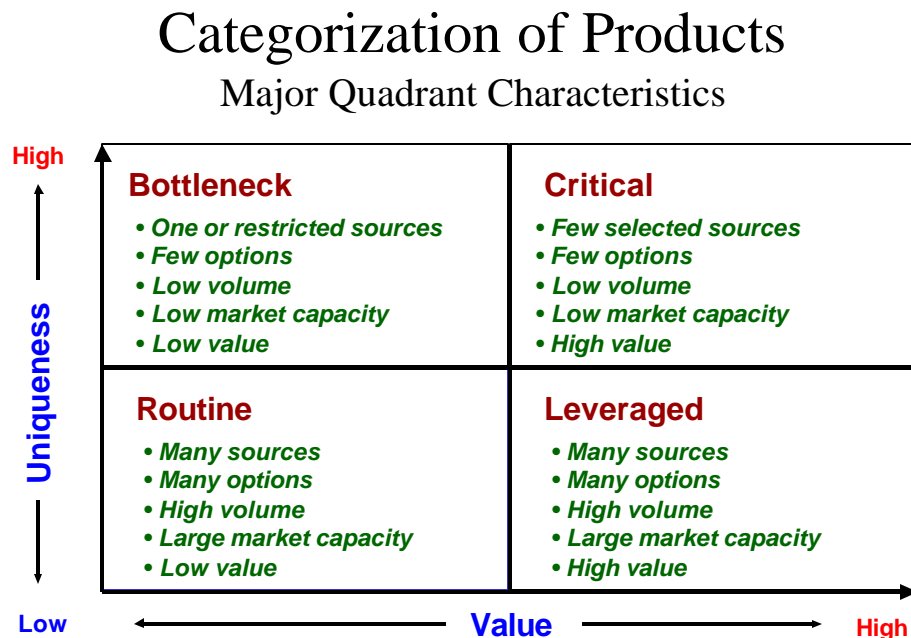 Categorization of Products
Major Quadrant Characteristics
High
Bottleneck
• One or restricted sources
• Few options
• Low volume
• Low market capacity
• Low value
Critical
• Few selected sources
• Few options
• Low volume
• Low market capacity
• High value
Uniqueness
Routine
• Many sources
• Many options
• High volume
• Large market capacity
• Low value
Leveraged
• Many sources
• Many options
• High volume
• Large market capacity
• High value
Low
Value
High